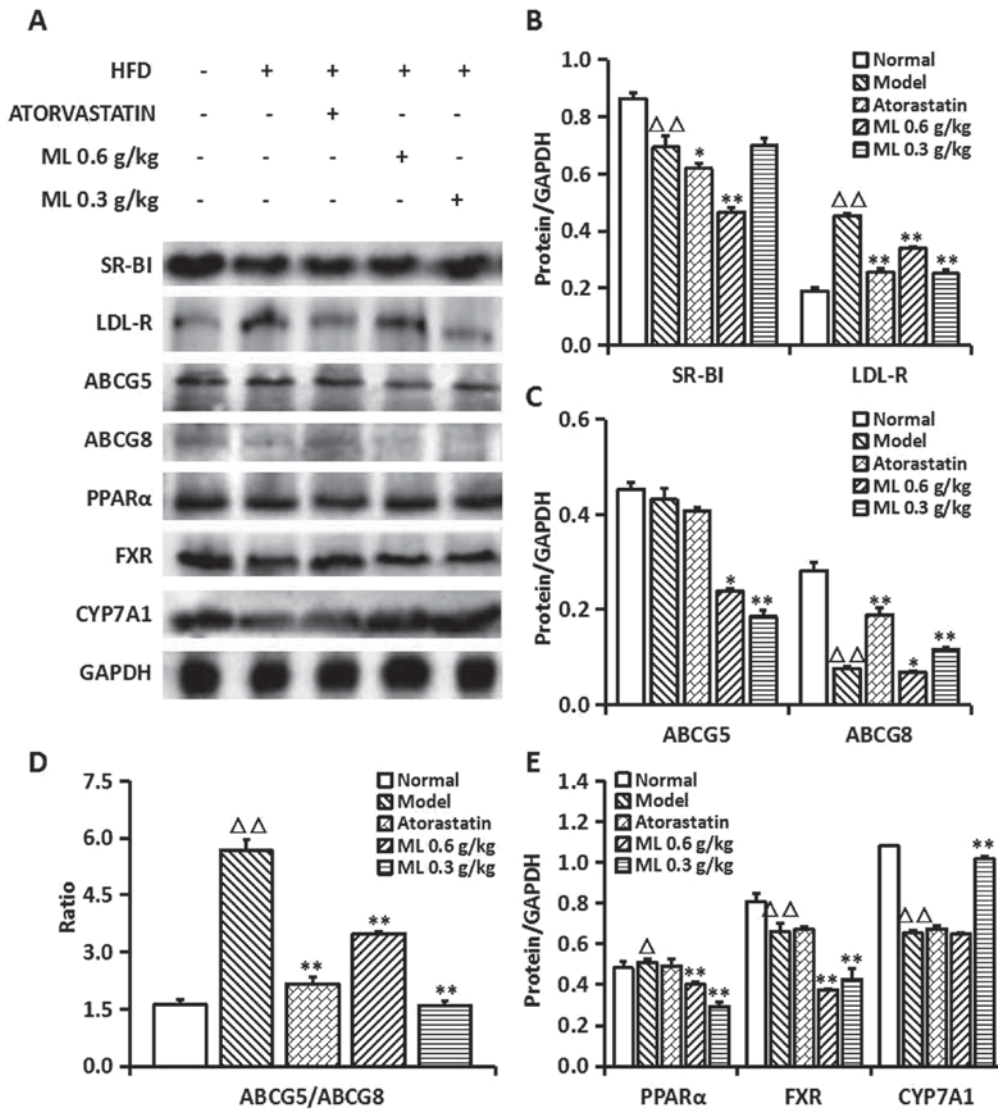 A
HFD - + + + +
ATORVASTATIN - - + - -
ML 0.6 g/kg - - - + -
ML 0.3 g/kg - - - - +
SR-BI
LDL-R
ABCG5
ABCG8
PPARα
FXR
CYP7A1
GAPDH
B
Protein/GAPDH
1.0
0.8
0.6
0.4
0.2
0.0
Normal
Model
Atorastatin
ML 0.6 g/kg
ML 0.3 g/kg
△△
*
**
△△
**
**
**
SR-BI LDL-R
C
Protein/GAPDH
0.6
0.4
0.2
0.0
Normal
Model
Atorastatin
ML 0.6 g/kg
ML 0.3 g/kg
*
**
△△
**
*
**
ABCG5 ABCG8
D
Ratio
7.5
6.0
4.5
3.0
1.5
0.0
Normal
Model
Atorastatin
ML 0.6 g/kg
ML 0.3 g/kg
△△
**
**
**
ABCG5/ABCG8
E
Protein/GAPDH
1.4
1.2
1.0
0.8
0.6
0.4
0.2
0.0
Normal
Model
Atorastatin
ML 0.6 g/kg
ML 0.3 g/kg
△
**
**
△△
**
**
△△
**
PPARα FXR CYP7A1